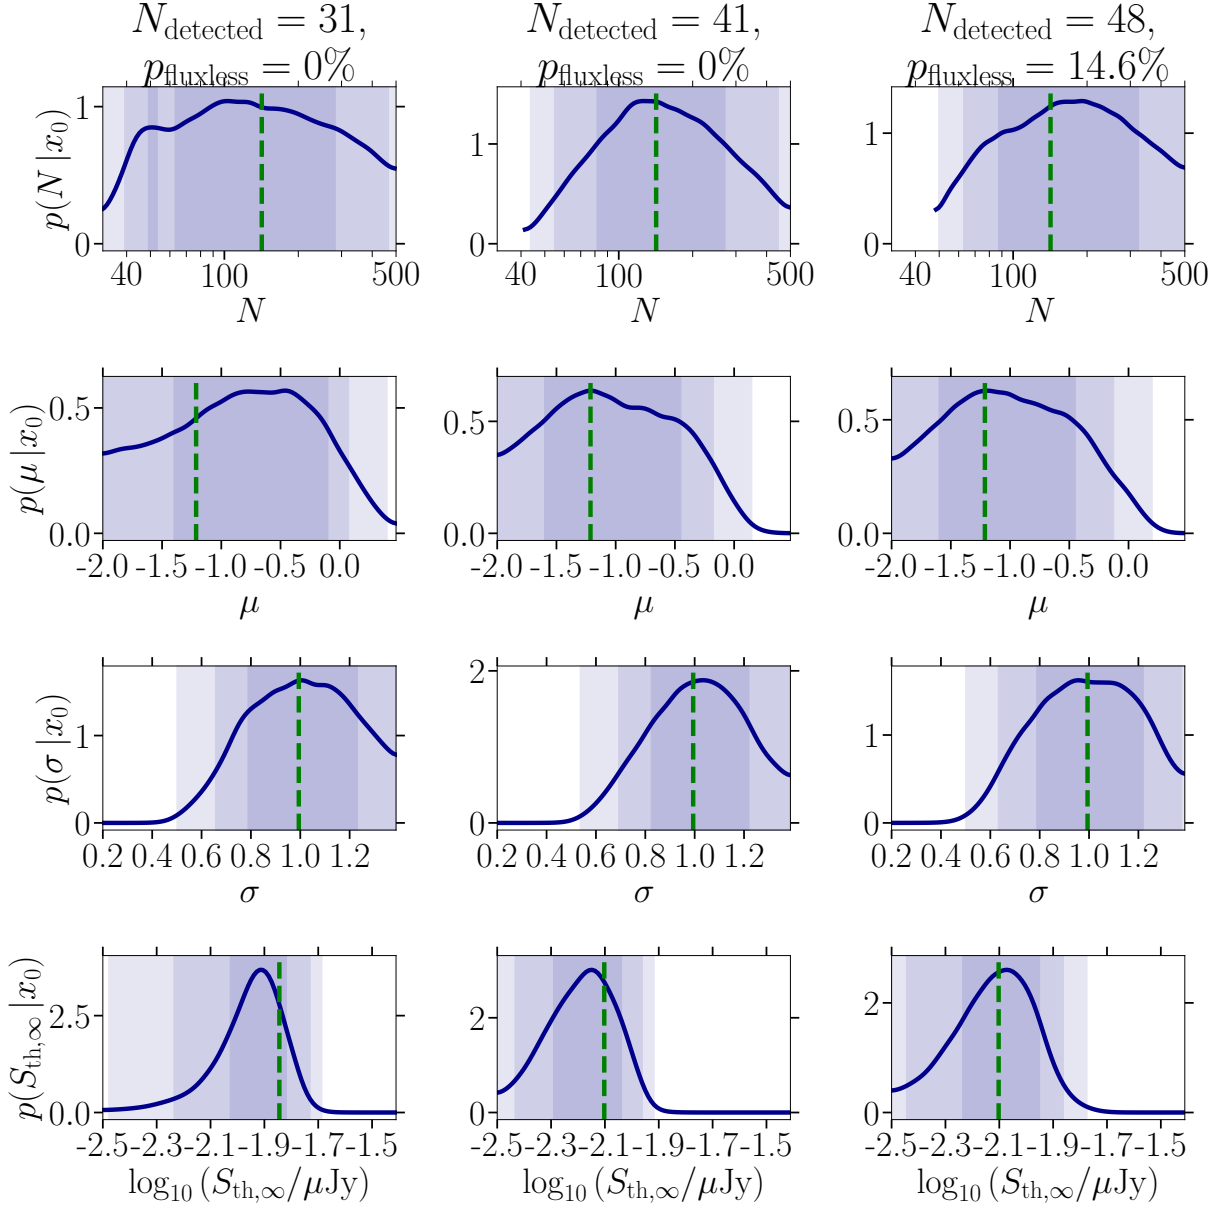 N_detected = 31, N_detected = 41, N_detected = 48,
p_fluxless = 0% p_fluxless = 0% p_fluxless = 14.6%
p(N |x_0)
1 0
1 0
1 0
40 100 500 40 100 500 40 100 500
N N N
p(μ |x_0)
0.5 0.0
0.5 0.0
0.5 0.0
-2.0 -1.5 -1.0 -0.5 0.0 -2.0 -1.5 -1.0 -0.5 0.0 -2.0 -1.5 -1.0 -0.5 0.0
μ μ μ
p(σ |x_0)
1 0
2 0
1 0
0.2 0.4 0.6 0.8 1.0 1.2 0.2 0.4 0.6 0.8 1.0 1.2 0.2 0.4 0.6 0.8 1.0 1.2
σ σ σ
p(S_th,∞ |x_0)
2.5 0.0
2 0
2 0
-2.5 -2.3 -2.1 -1.9 -1.7 -1.5 -2.5 -2.3 -2.1 -1.9 -1.7 -1.5 -2.5 -2.3 -2.1 -1.9 -1.7 -1.5
log_10 (S_th,∞/μJy) log_10 (S_th,∞/μJy) log_10 (S_th,∞/μJy)